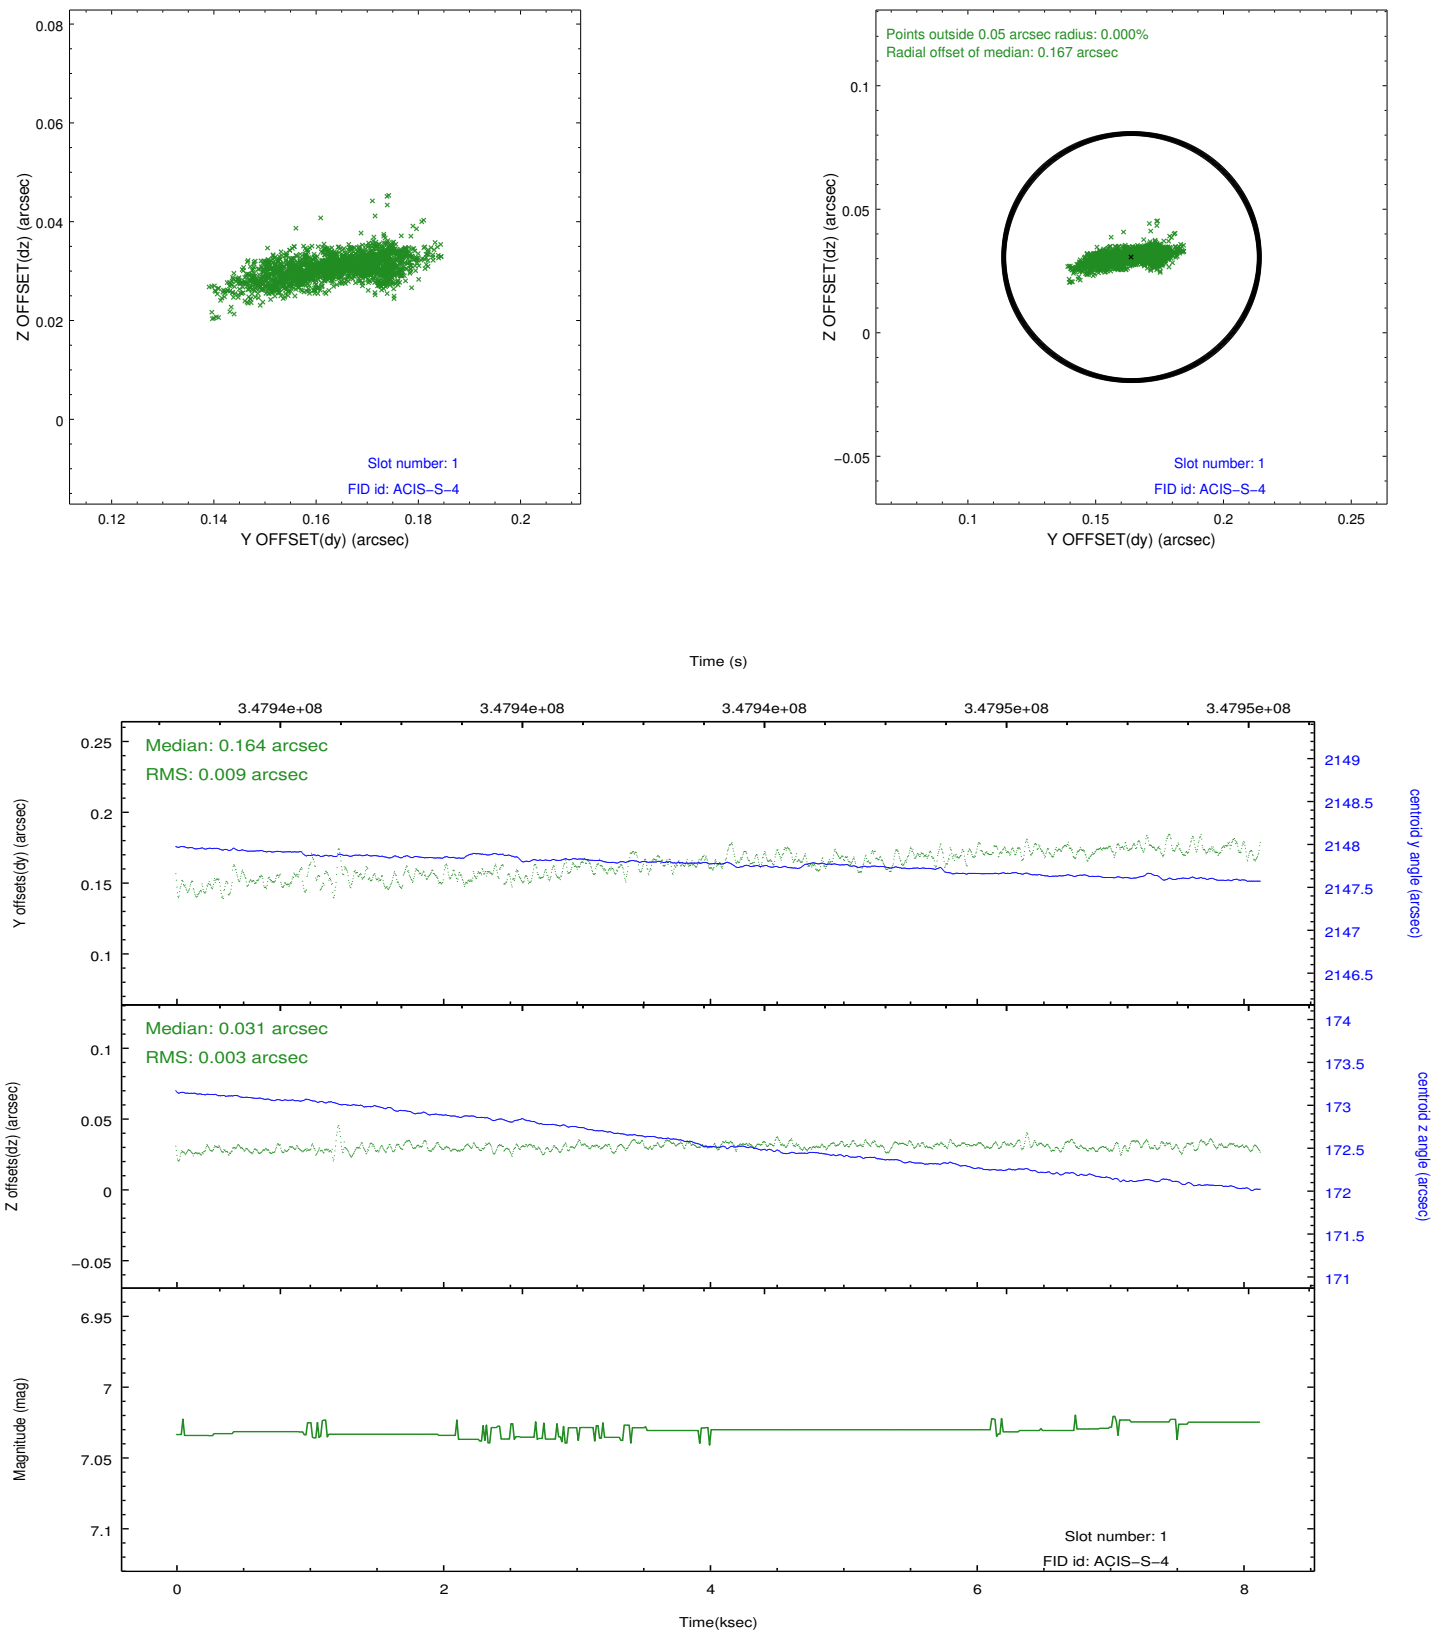 0.08
0.06
0.04
0.02
0
0.12
0.14
0.16
0.18
0.2
Z OFFSET(dz) (arcsec)
Y OFFSET(dy) (arcsec)
Slot number: 1
FID id: ACIS−S−4
Points outside 0.05 arcsec radius: 0.000%
Radial offset of median: 0.167 arcsec
0.1
0.05
0
−0.05
0.1
0.15
0.2
0.25
Z OFFSET(dz) (arcsec)
Y OFFSET(dy) (arcsec)
Slot number: 1
FID id: ACIS−S−4
Time (s)
3.4794e+08
3.4794e+08
3.4794e+08
3.4795e+08
3.4795e+08
Median: 0.164 arcsec
RMS: 0.009 arcsec
0.25
0.2
0.15
0.1
Y offsets(dy) (arcsec)
2149
2148.5
2148
2147.5
2147
2146.5
centroid y angle (arcsec)
Median: 0.031 arcsec
RMS: 0.003 arcsec
0.1
0.05
0
−0.05
Z offsets(dz) (arcsec)
174
173.5
173
172.5
172
171.5
171
centroid z angle (arcsec)
6.95
7
7.05
7.1
Magnitude (mag)
Slot number: 1
FID id: ACIS−S−4
0
2
4
6
8
Time(ksec)